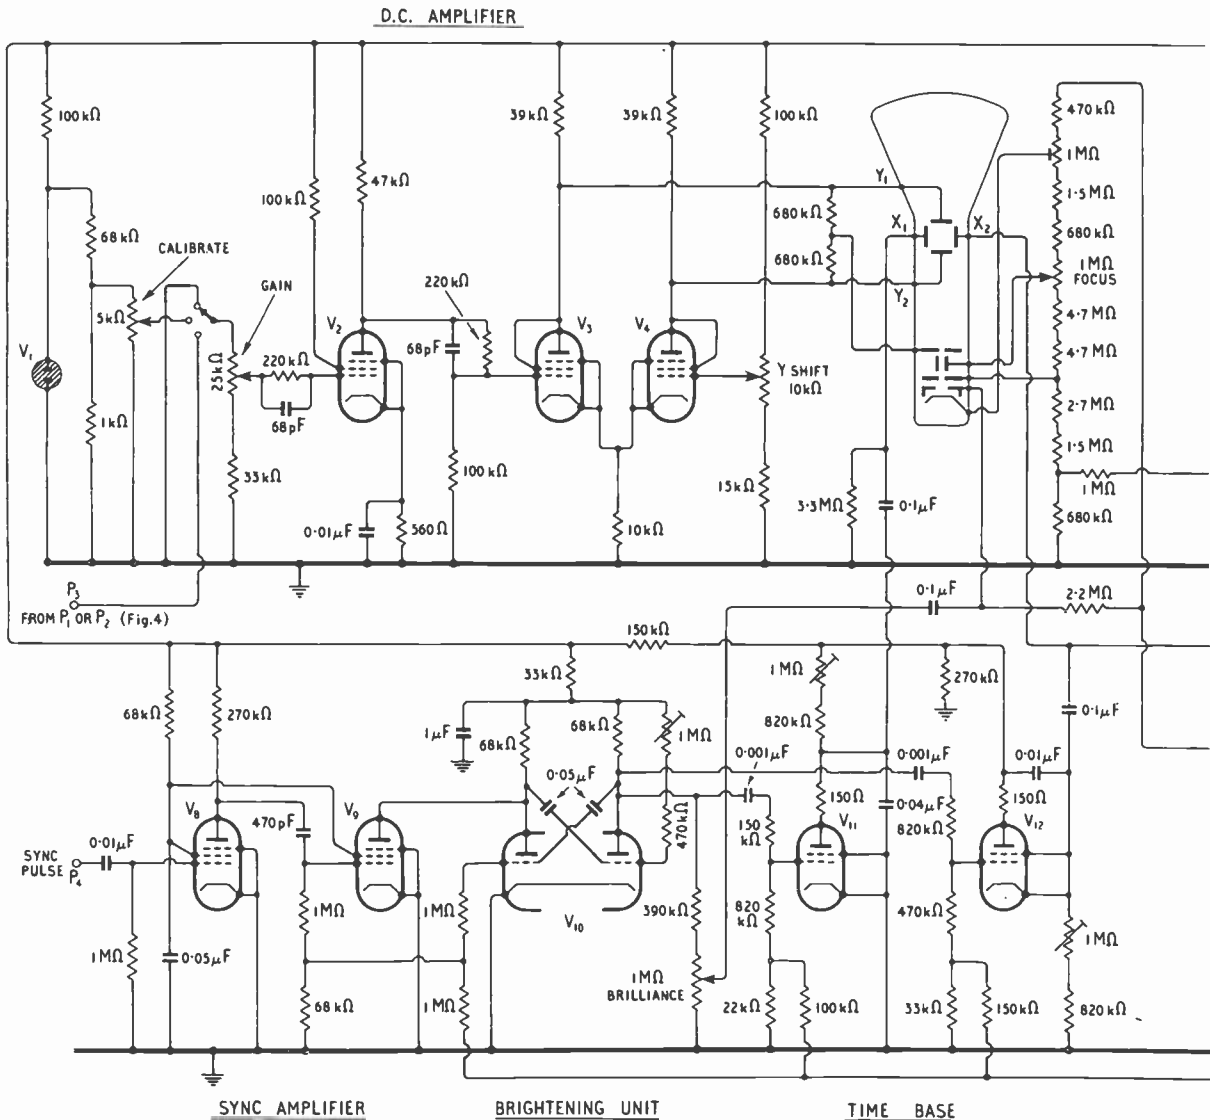 D.C. AMPLIFIER
100kΩ
68kΩ
CALIBRATE
5kΩ
V₁
1kΩ
GAIN
25kΩ
220kΩ
68pF
33kΩ
100kΩ
47kΩ
V₂
0·01μF
560Ω
220kΩ
68pF
100kΩ
39kΩ
39kΩ
V₃
V₄
10kΩ
100kΩ
Y SHIFT
10kΩ
15kΩ
680kΩ
680kΩ
Y₁
X₁
X₂
Y₂
3·3MΩ
0·1μF
470kΩ
1MΩ
1·5MΩ
680kΩ
1MΩ
FOCUS
4·7MΩ
4·7MΩ
2·7MΩ
1·5MΩ
1MΩ
680kΩ
P₃
FROM P₁ OR P₂ (Fig.4)
0·1μF
2·2MΩ
150kΩ
33kΩ
1MΩ
270kΩ
68kΩ
270kΩ
1μF
68kΩ
68kΩ
1MΩ
820kΩ
0·1μF
0·001μF
0·001μF
0·01μF
0·05μF
V₈
470pF
V₉
470kΩ
150
kΩ
150Ω
V₁₁
0·04μF
820kΩ
150Ω
V₁₂
SYNC
PULSE
P₄
0·01μF
1MΩ
0·05μF
1MΩ
68kΩ
1MΩ
1MΩ
V₁₀
390kΩ
1MΩ
BRILLIANCE
820
kΩ
22kΩ
100kΩ
470kΩ
33kΩ
150kΩ
1MΩ
820kΩ
SYNC AMPLIFIER
BRIGHTENING UNIT
TIME BASE